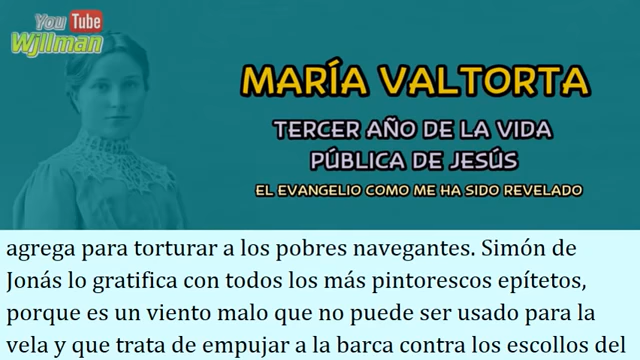 You Tube
Wjllman
MARÍA VALTORTA
TERCER AÑO DE LA VIDA
PÚBLICA DE JESÚS
EL EVANGELIO COMO ME HA SIDO REVELADO
agrega para torturar a los pobres navegantes. Simón de
Jonás lo gratifica con todos los más pintorescos epítetos,
porque es un viento malo que no puede ser usado para la
vela y que trata de empujar a la barca contra los escollos del